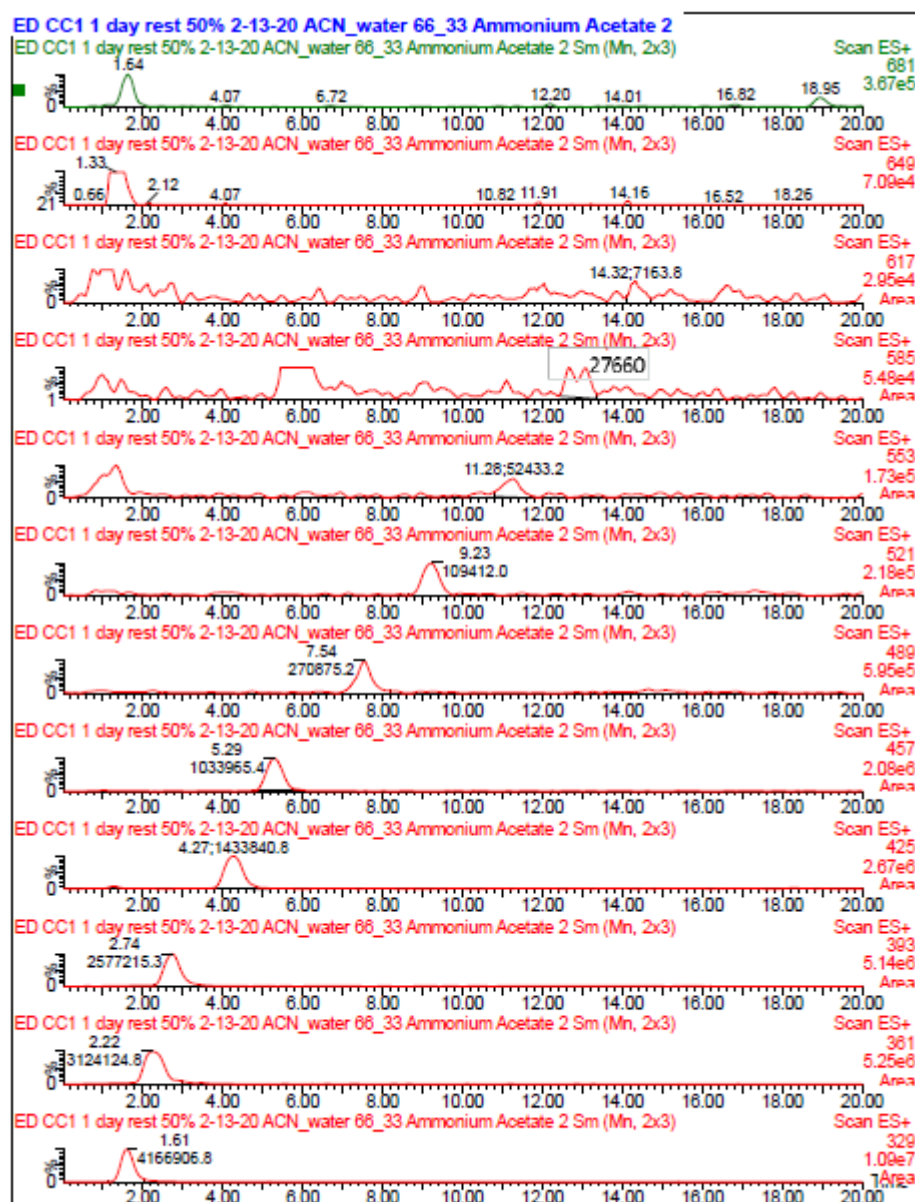 ED CC1 1 day rest 50% 2-13-20 ACN_water 66_33 Ammonium Acetate 2
ED CC1 1 day rest 50% 2-13-20 ACN_water 66_33 Ammonium Acetate 2 Sm (Mn, 2x3) Scan ES+
1.64 681
3.67e5
4.07 6.72 12.20 14.01 16.82 18.95
%
0
2.00 4.00 6.00 8.00 10.00 12.00 14.00 16.00 18.00 20.00
ED CC1 1 day rest 50% 2-13-20 ACN_water 66_33 Ammonium Acetate 2 Sm (Mn, 2x3) Scan ES+
1.33 649
7.09e4
0.66 2.12 4.07 10.82 11.91 14.16 16.52 18.26
%
21
2.00 4.00 6.00 8.00 10.00 12.00 14.00 16.00 18.00 20.00
ED CC1 1 day rest 50% 2-13-20 ACN_water 66_33 Ammonium Acetate 2 Sm (Mn, 2x3) Scan ES+
14.32;7163.8 617
2.95e4
% Area
0
2.00 4.00 6.00 8.00 10.00 12.00 14.00 16.00 18.00 20.00
ED CC1 1 day rest 50% 2-13-20 ACN_water 66_33 Ammonium Acetate 2 Sm (Mn, 2x3) Scan ES+
27660 585
5.48e4
% Area
1
2.00 4.00 6.00 8.00 10.00 12.00 14.00 16.00 18.00 20.00
ED CC1 1 day rest 50% 2-13-20 ACN_water 66_33 Ammonium Acetate 2 Sm (Mn, 2x3) Scan ES+
11.28;52433.2 553
1.73e5
% Area
0
2.00 4.00 6.00 8.00 10.00 12.00 14.00 16.00 18.00 20.00
ED CC1 1 day rest 50% 2-13-20 ACN_water 66_33 Ammonium Acetate 2 Sm (Mn, 2x3) Scan ES+
9.23 521
109412.0 2.18e5
% Area
0
2.00 4.00 6.00 8.00 10.00 12.00 14.00 16.00 18.00 20.00
ED CC1 1 day rest 50% 2-13-20 ACN_water 66_33 Ammonium Acetate 2 Sm (Mn, 2x3) Scan ES+
7.54 489
270875.2 5.95e5
% Area
0
2.00 4.00 6.00 8.00 10.00 12.00 14.00 16.00 18.00 20.00
ED CC1 1 day rest 50% 2-13-20 ACN_water 66_33 Ammonium Acetate 2 Sm (Mn, 2x3) Scan ES+
5.29 457
1033965.4 2.08e6
% Area
0
2.00 4.00 6.00 8.00 10.00 12.00 14.00 16.00 18.00 20.00
ED CC1 1 day rest 50% 2-13-20 ACN_water 66_33 Ammonium Acetate 2 Sm (Mn, 2x3) Scan ES+
4.27;1433840.8 425
2.67e6
% Area
0
2.00 4.00 6.00 8.00 10.00 12.00 14.00 16.00 18.00 20.00
ED CC1 1 day rest 50% 2-13-20 ACN_water 66_33 Ammonium Acetate 2 Sm (Mn, 2x3) Scan ES+
2.74 393
2577215.3 5.14e6
% Area
0
2.00 4.00 6.00 8.00 10.00 12.00 14.00 16.00 18.00 20.00
ED CC1 1 day rest 50% 2-13-20 ACN_water 66_33 Ammonium Acetate 2 Sm (Mn, 2x3) Scan ES+
2.22 361
3124124.8 5.25e6
% Area
0
2.00 4.00 6.00 8.00 10.00 12.00 14.00 16.00 18.00 20.00
ED CC1 1 day rest 50% 2-13-20 ACN_water 66_33 Ammonium Acetate 2 Sm (Mn, 2x3) Scan ES+
1.61 329
4166906.8 1.09e7
% Area
0
2.00 4.00 6.00 8.00 10.00 12.00 14.00 16.00 18.00 20.00